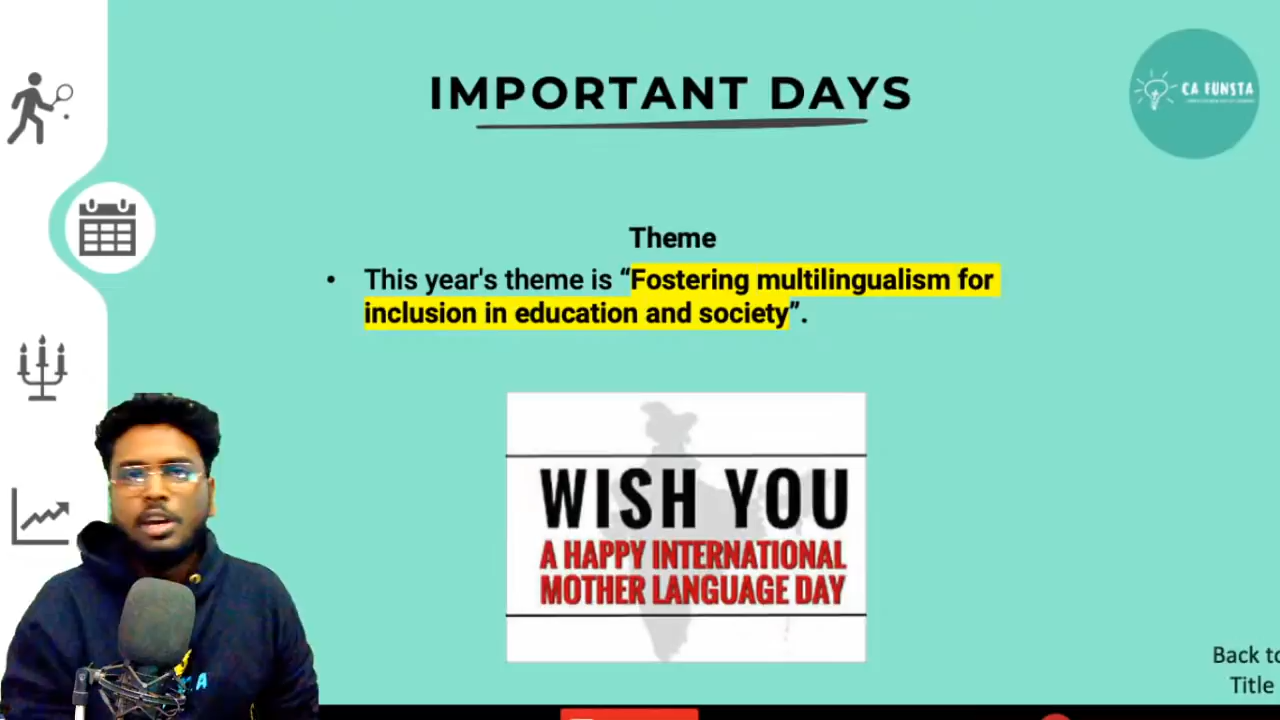 IMPORTANT DAYS
CA FUNSTA
Theme
• This year's theme is “Fostering multilingualism for
inclusion in education and society”.
WISH YOU
A HAPPY INTERNATIONAL
MOTHER LANGUAGE DAY
Back to
Title